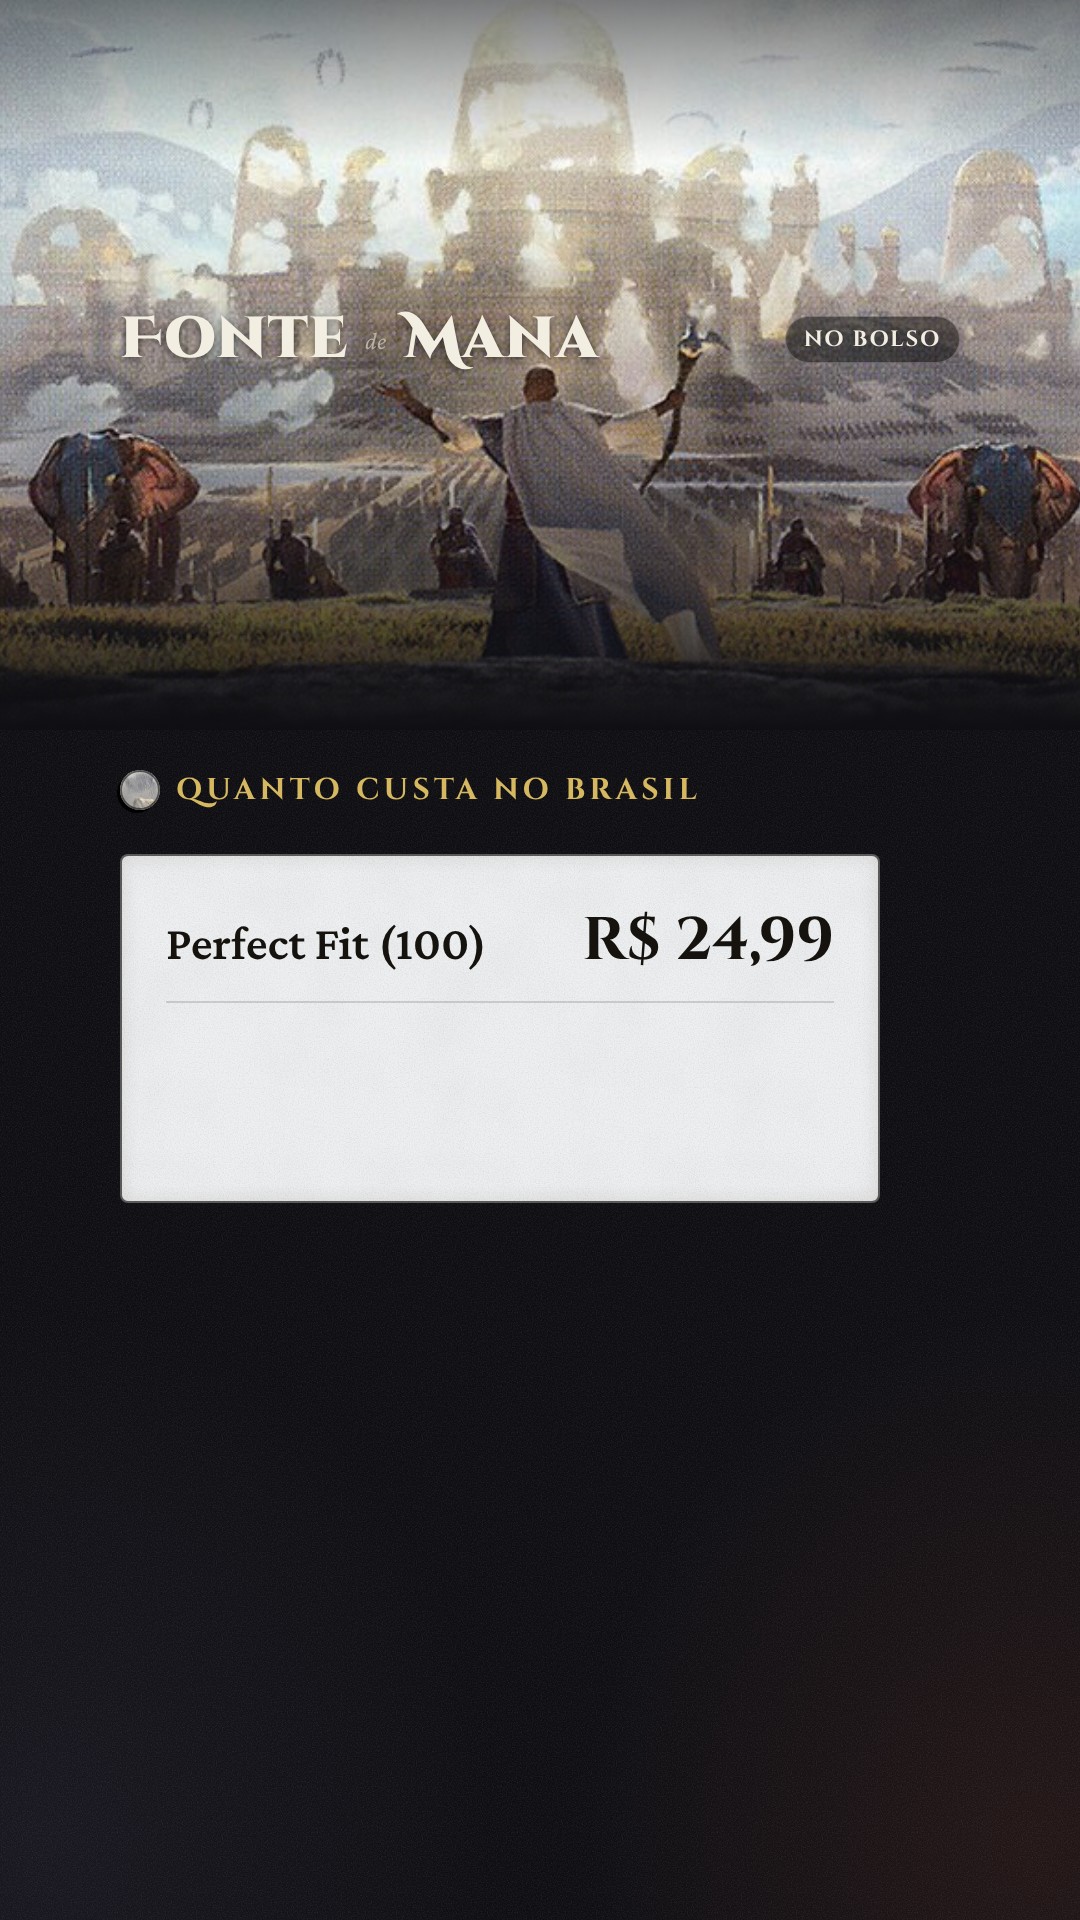 FONTE de MANA
NO BOLSO
QUANTO CUSTA NO BRASIL
Perfect Fit (100) R$ 24,99